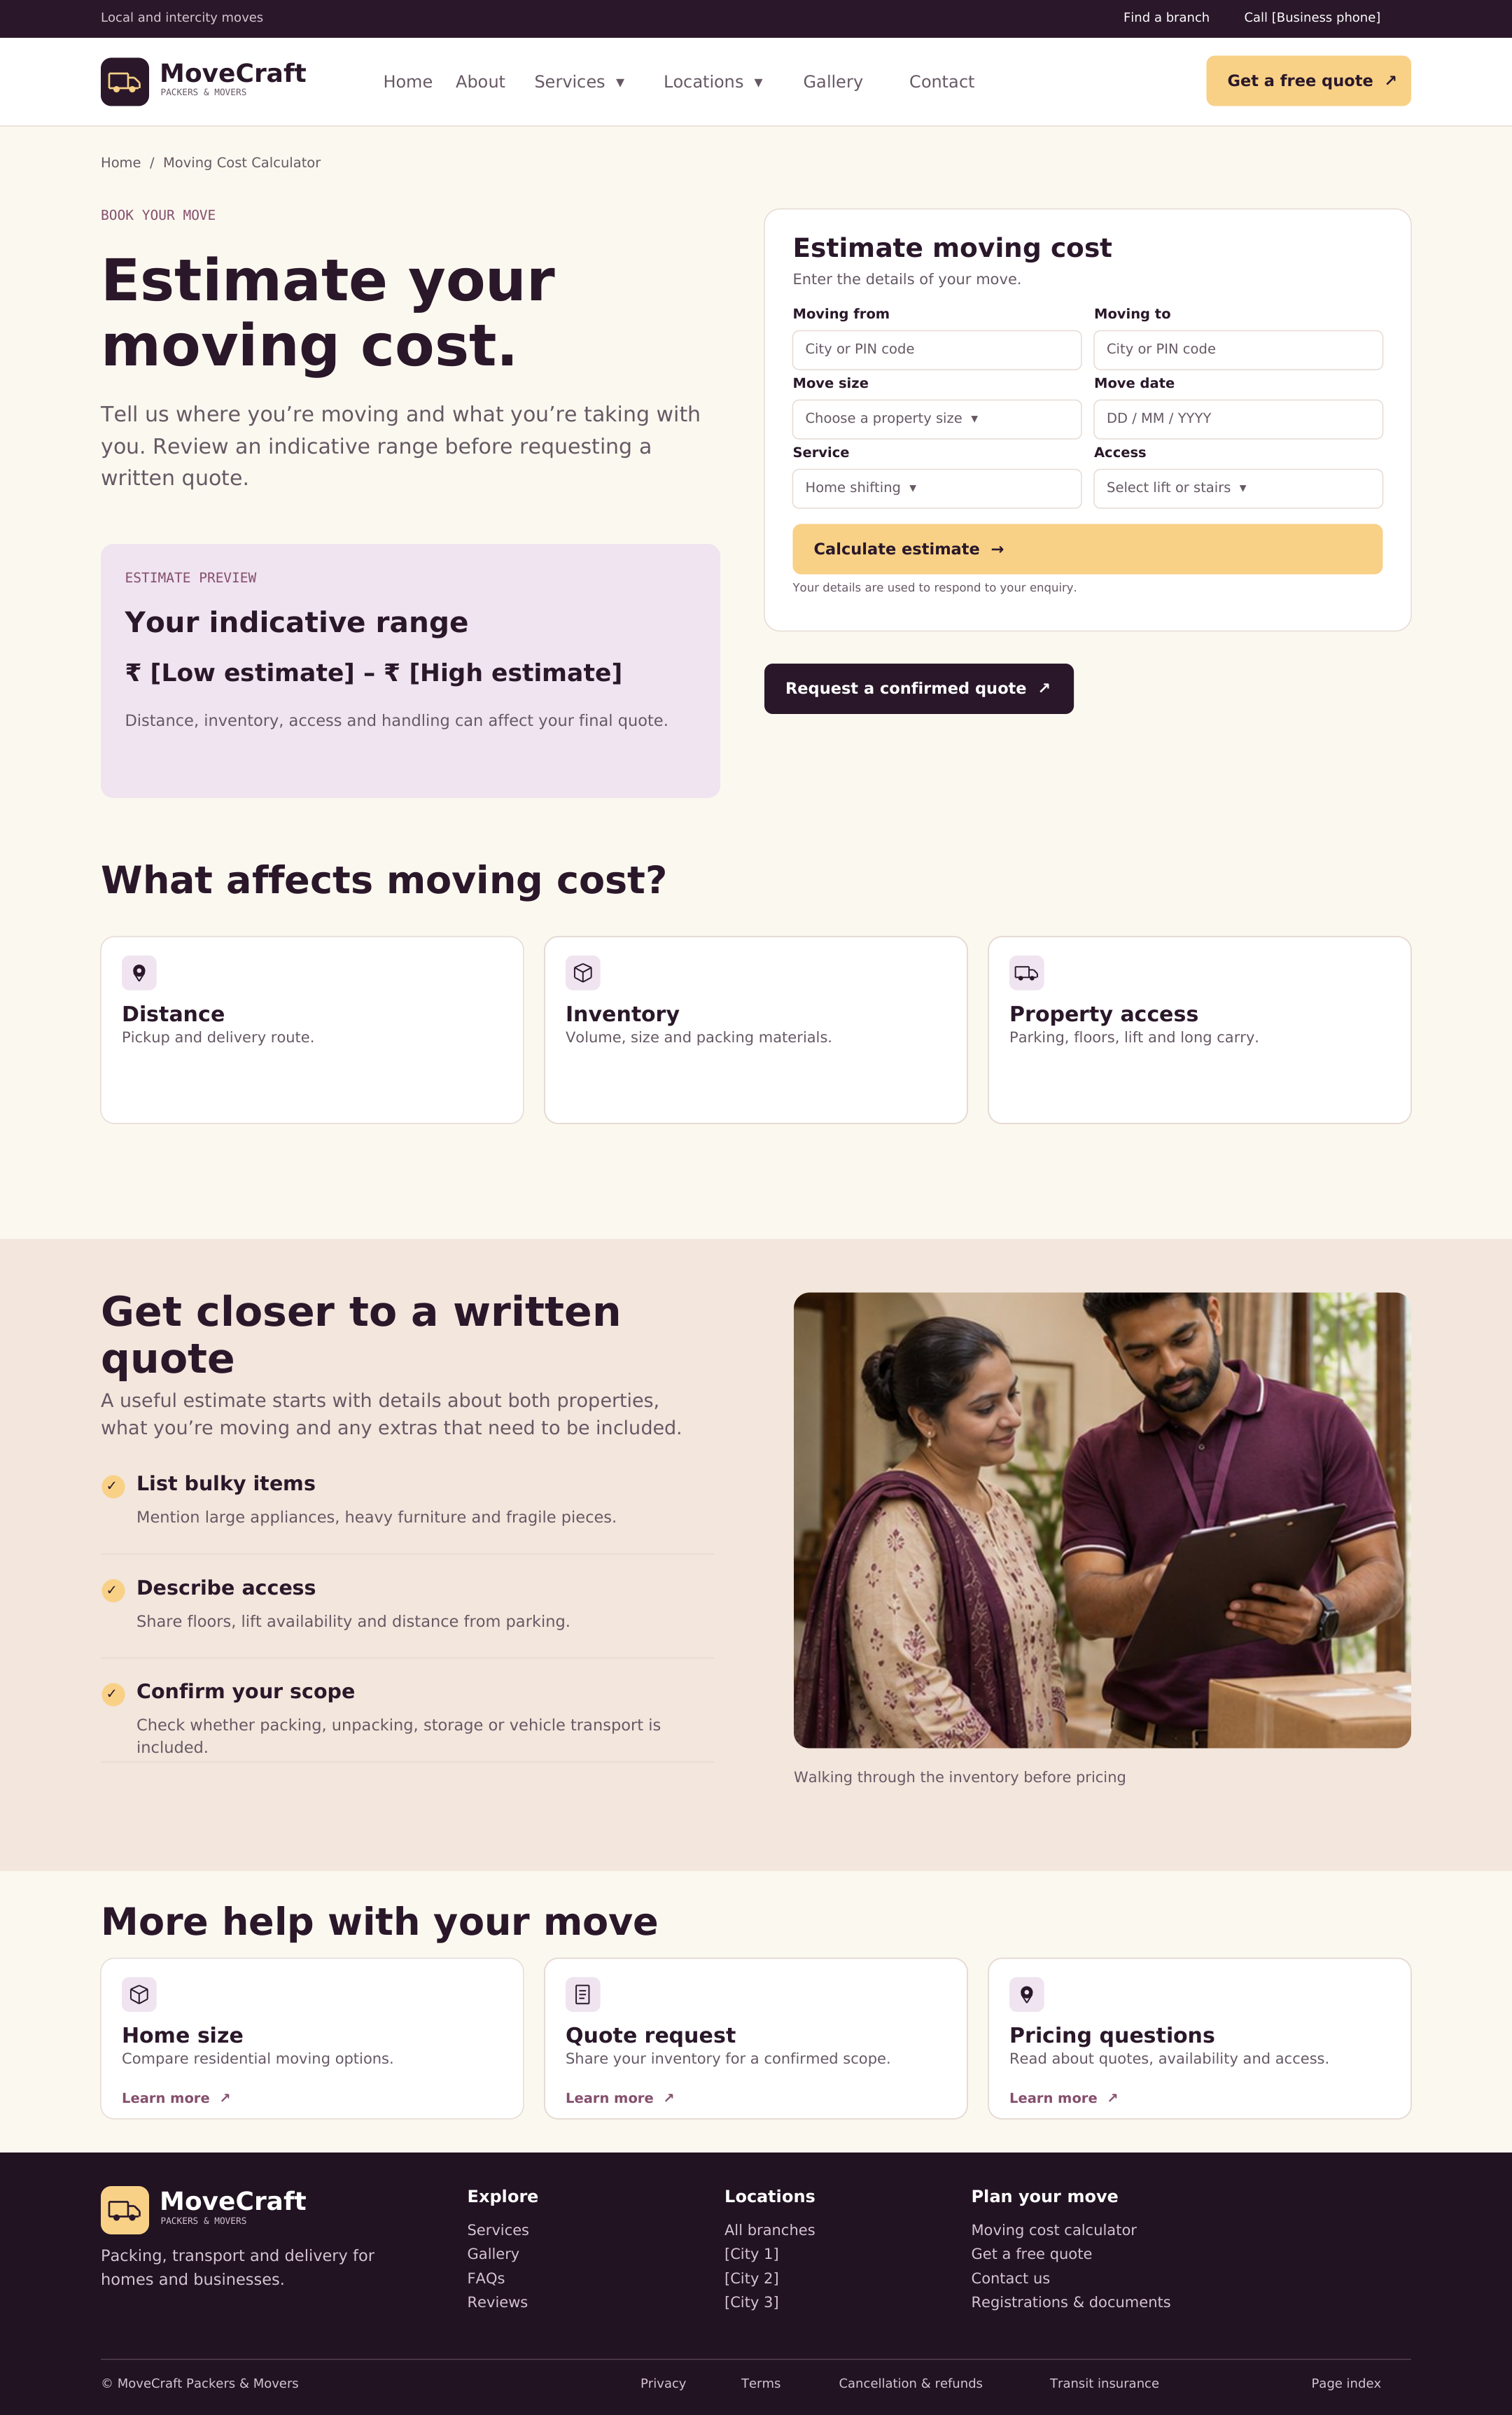 Local and intercity moves
Find a branch
Call [Business phone]
MoveCraft
PACKERS & MOVERS
Home
About
Services ▾
Locations ▾
Gallery
Contact
Get a free quote ↗
Home / Moving Cost Calculator
BOOK YOUR MOVE
Estimate your
moving cost.
Tell us where you’re moving and what you’re taking with
you. Review an indicative range before requesting a
written quote.
ESTIMATE PREVIEW
Your indicative range
₹ [Low estimate] – ₹ [High estimate]
Distance, inventory, access and handling can affect your final quote.
Estimate moving cost
Enter the details of your move.
Moving from
Moving to
City or PIN code
City or PIN code
Move size
Move date
Choose a property size ▾
DD / MM / YYYY
Service
Access
Home shifting ▾
Select lift or stairs ▾
Calculate estimate →
Your details are used to respond to your enquiry.
Request a confirmed quote ↗
What affects moving cost?
Distance
Pickup and delivery route.
Inventory
Volume, size and packing materials.
Property access
Parking, floors, lift and long carry.
Get closer to a written
quote
A useful estimate starts with details about both properties,
what you’re moving and any extras that need to be included.
✓ List bulky items
Mention large appliances, heavy furniture and fragile pieces.
✓ Describe access
Share floors, lift availability and distance from parking.
✓ Confirm your scope
Check whether packing, unpacking, storage or vehicle transport is
included.
Walking through the inventory before pricing
More help with your move
Home size
Compare residential moving options.
Learn more ↗
Quote request
Share your inventory for a confirmed scope.
Learn more ↗
Pricing questions
Read about quotes, availability and access.
Learn more ↗
MoveCraft
PACKERS & MOVERS
Packing, transport and delivery for
homes and businesses.
Explore
Services
Gallery
FAQs
Reviews
Locations
All branches
[City 1]
[City 2]
[City 3]
Plan your move
Moving cost calculator
Get a free quote
Contact us
Registrations & documents
© MoveCraft Packers & Movers
Privacy
Terms
Cancellation & refunds
Transit insurance
Page index